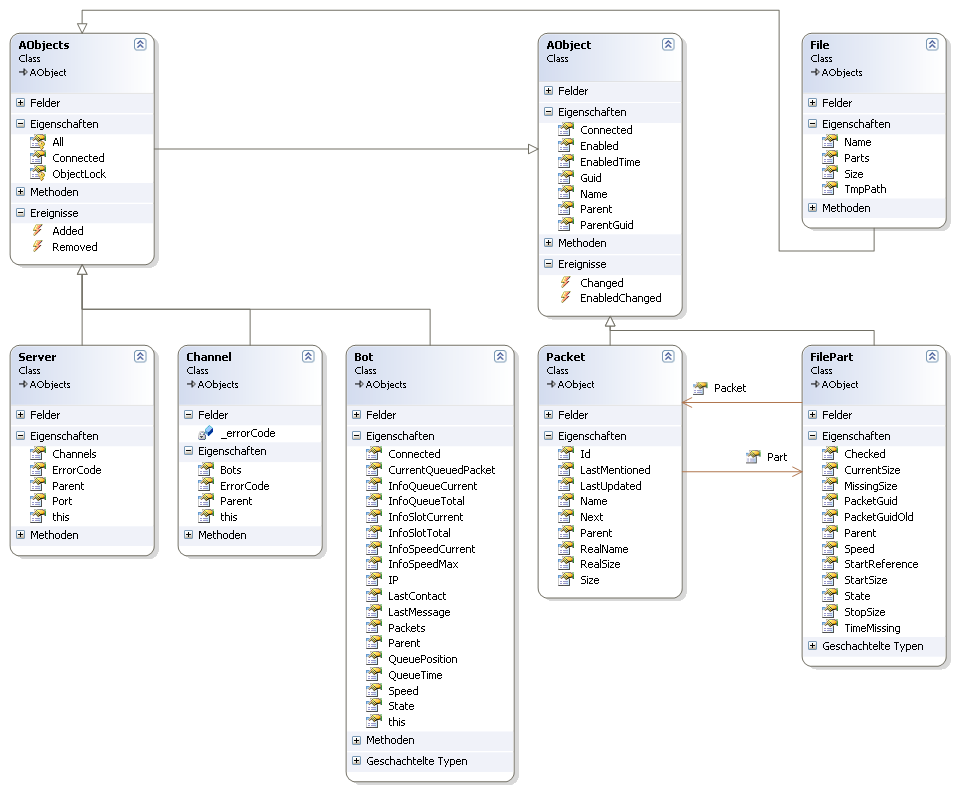 AObjects
Class
AObject
Felder
Eigenschaften
All
Connected
ObjectLock
Methoden
Ereignisse
Added
Removed
AObject
Class
Felder
Eigenschaften
Connected
Enabled
EnabledTime
Guid
Name
Parent
ParentGuid
Methoden
Ereignisse
Changed
EnabledChanged
File
Class
AObjects
Felder
Eigenschaften
Name
Parts
Size
TmpPath
Methoden
Server
Class
AObjects
Felder
Eigenschaften
Channels
ErrorCode
Parent
Port
this
Methoden
Channel
Class
AObjects
Felder
_errorCode
Eigenschaften
Bots
ErrorCode
Parent
this
Methoden
Bot
Class
AObjects
Felder
Eigenschaften
Connected
CurrentQueuedPacket
InfoQueueCurrent
InfoQueueTotal
InfoSlotCurrent
InfoSlotTotal
InfoSpeedCurrent
InfoSpeedMax
IP
LastContact
LastMessage
Packets
Parent
QueuePosition
QueueTime
Speed
State
this
Methoden
Geschachtelte Typen
Packet
Class
AObject
Felder
Eigenschaften
Id
LastMentioned
LastUpdated
Name
Next
Parent
RealName
RealSize
Size
Packet
Part
FilePart
Class
AObject
Felder
Eigenschaften
Checked
CurrentSize
MissingSize
PacketGuid
PacketGuidOld
Parent
Speed
StartReference
StartSize
State
StopSize
TimeMissing
Geschachtelte Typen